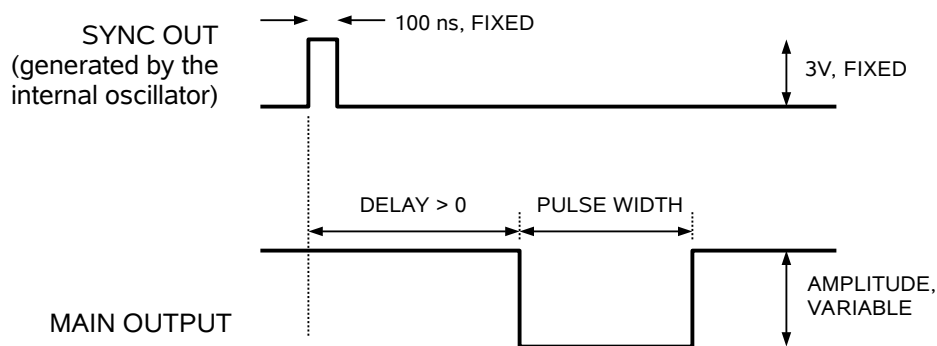 100 ns, FIXED
SYNC OUT
(generated by the
internal oscillator)
3V, FIXED
DELAY > 0
PULSE WIDTH
AMPLITUDE,
VARIABLE
MAIN OUTPUT